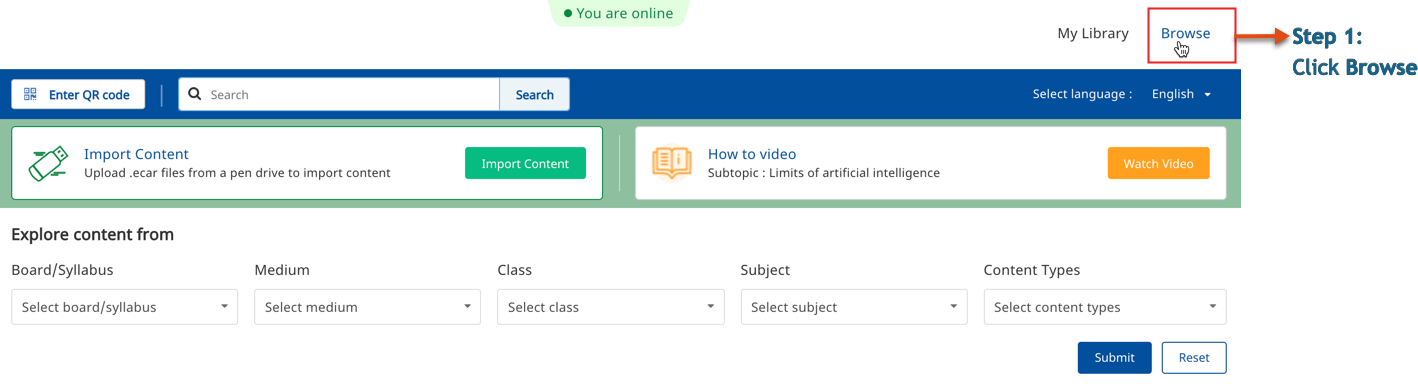 You are online
My Library Browse
Step 1:
Click Browse
Enter QR code Search Search Select language : English
Import Content
Upload .ecar files from a pen drive to import content
Import Content
How to video
Subtopic : Limits of artificial intelligence
Watch Video
Explore content from
Board/Syllabus Medium Class Subject Content Types
Select board/syllabus Select medium Select class Select subject Select content types
Submit Reset